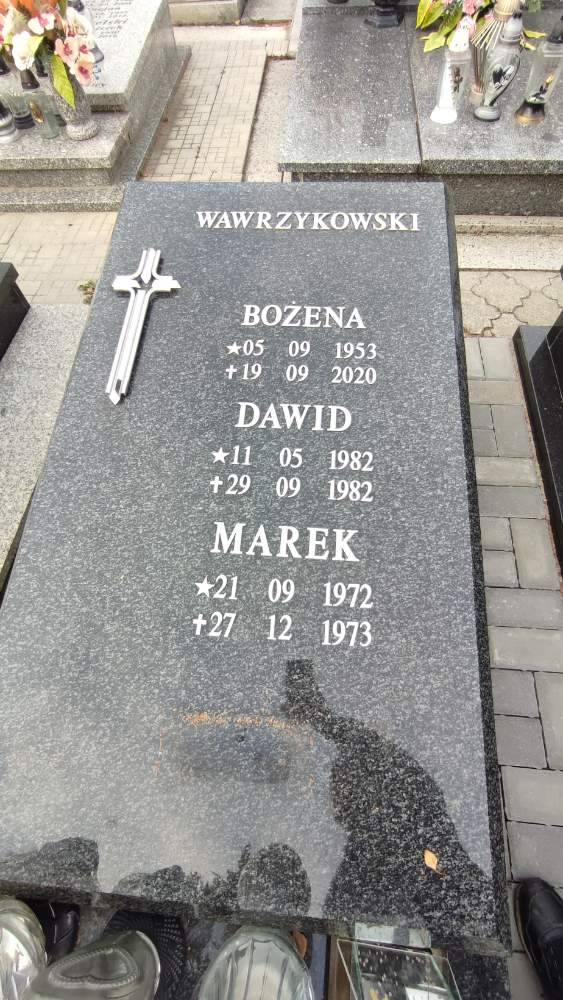 WAWRZYKOWSKI
BOŻENA
★05 09 1953
✝19 09 2020
DAWID
★11 05 1982
✝29 09 1982
MAREK
★21 09 1972
✝27 12 1973